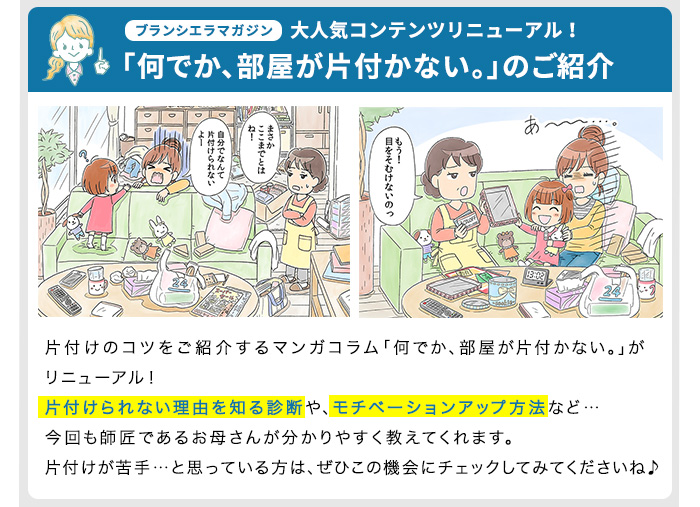 ブランシエラマガジン 大人気コンテンツリニューアル！
「何でか、部屋が片付かない。」のご紹介
まさか
ここまでとは
ね！
自分でなんて
片付けられない
よー
?
24
あ〜〜…。
もう！
目をそむけないのっ
13:02
24
片付けのコツをご紹介するマンガコラム「何でか、部屋が片付かない。」が
リニューアル！
片付けられない理由を知る診断や、モチベーションアップ方法など…
今回も師匠であるお母さんが分かりやすく教えてくれます。
片付けが苦手…と思っている方は、ぜひこの機会にチェックしてみてくださいね♪